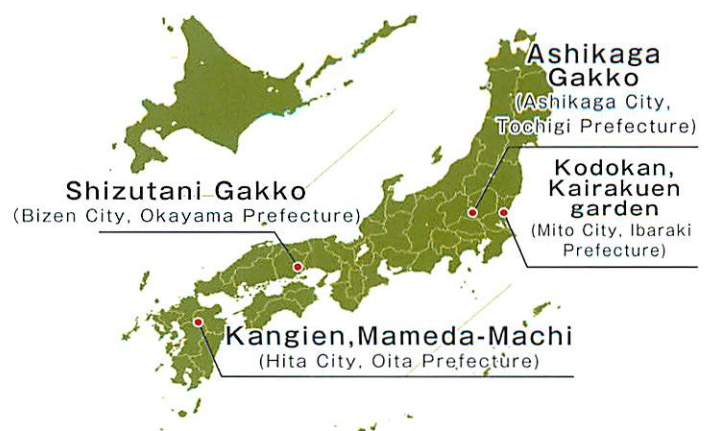 Ashikaga
Gakko
(Ashikaga City,
Tochigi Prefecture)
Kodokan,
Kairakuen
garden
(Mito City, Ibaraki
Prefecture)
Shizutani Gakko
(Bizen City, Okayama Prefecture)
Kangien,Mameda-Machi
(Hita City, Oita Prefecture)